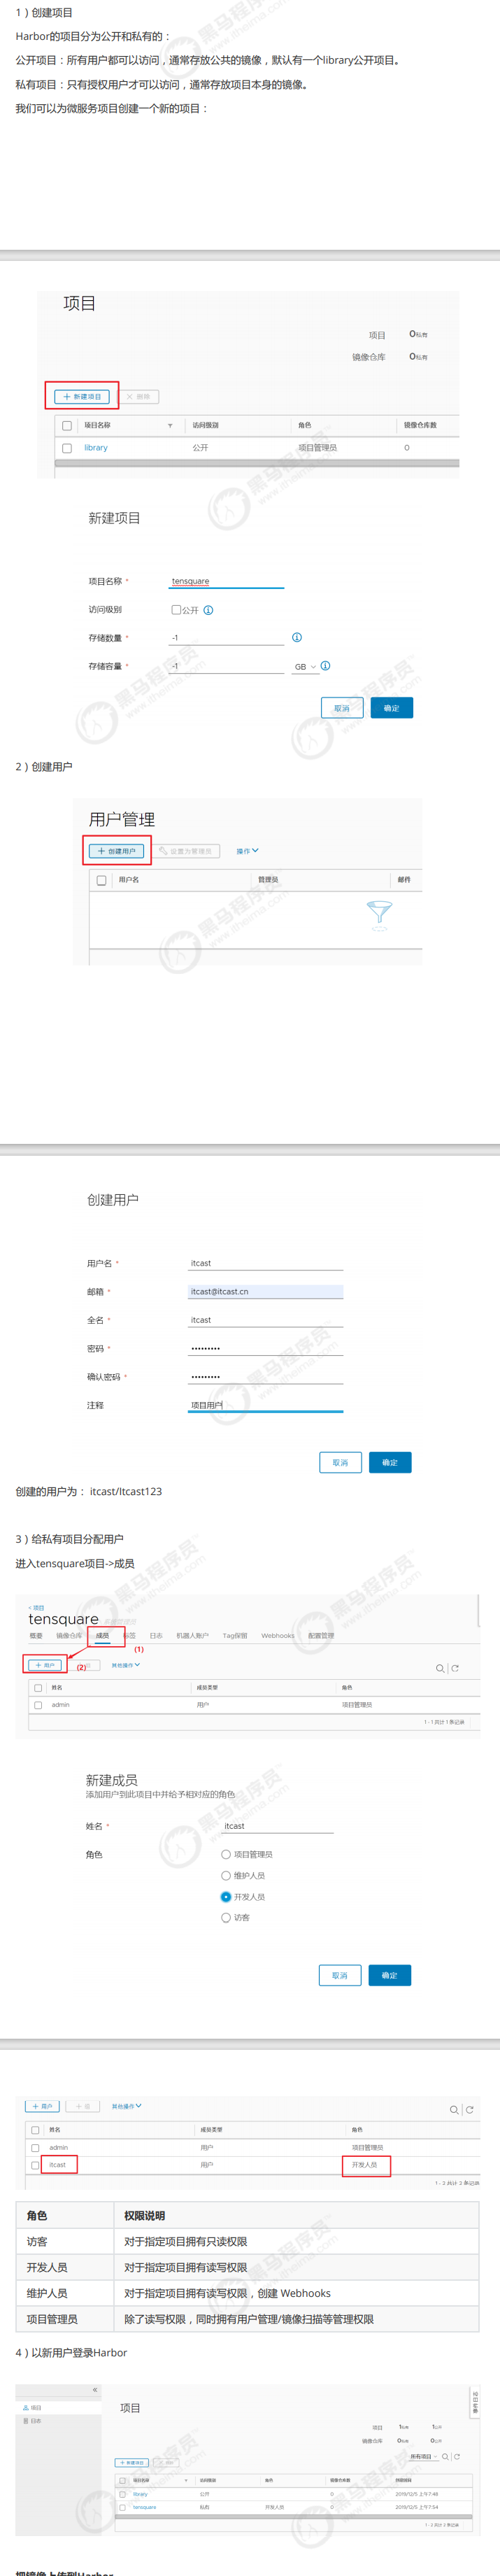 1）创建项目
Harbor的项目分为公开和私有的：
公开项目：所有用户都可以访问，通常存放公共的镜像，默认有一个library公开项目。
私有项目：只有授权用户才可以访问，通常存放项目本身的镜像。
我们可以为微服务项目创建一个新的项目：
项目
项目 0私有
镜像仓库 0私有
+ 新建项目 × 删除
项目名称 访问级别 角色 镜像仓库数
library 公开 项目管理员 0
黑马程序员
www.itheima.com
新建项目
项目名称 * tensquare
访问级别 公开
存储数量 * -1
存储容量 * -1 GB
取消 确定
2）创建用户
用户管理
+ 创建用户 设置为管理员 操作
用户名 管理员 邮件
创建用户
用户名 * itcast
邮箱 * itcast@itcast.cn
全名 * itcast
密码 * •••••••••
确认密码 * •••••••••
注释 项目用户
取消 确定
创建的用户为： itcast/Itcast123
3）给私有项目分配用户
进入tensquare项目->成员
< 项目
tensquare 系统管理员
概要 镜像仓库 成员 标签 日志 机器人账户 Tag保留 Webhooks 配置管理
(1)
+ 用户 (2) 其他操作
姓名 成员类型 角色
admin 用户 项目管理员
1 - 1 共计 1 条记录
新建成员
添加用户到此项目中并给予相对应的角色
姓名 * itcast
角色 项目管理员
维护人员
开发人员
访客
取消 确定
+ 用户 + 组 其他操作
姓名 成员类型 角色
admin 用户 项目管理员
itcast 用户 开发人员
1 - 2 共计 2 条记录
角色 权限说明
访客 对于指定项目拥有只读权限
开发人员 对于指定项目拥有读写权限
维护人员 对于指定项目拥有读写权限，创建 Webhooks
项目管理员 除了读写权限，同时拥有用户管理/镜像扫描等管理权限
4）以新用户登录Harbor
«
项目
日志
项目
项目 1私有 1公开
镜像仓库 0私有 0公开
所有项目
+ 新建项目 × 删除
项目名称 访问级别 角色 镜像仓库数 创建时间
library 公开 0 2019/12/5 上午7:48
tensquare 私有 开发人员 0 2019/12/5 上午7:54
1 - 2 共计 2 条记录
把镜像上传到Harbor